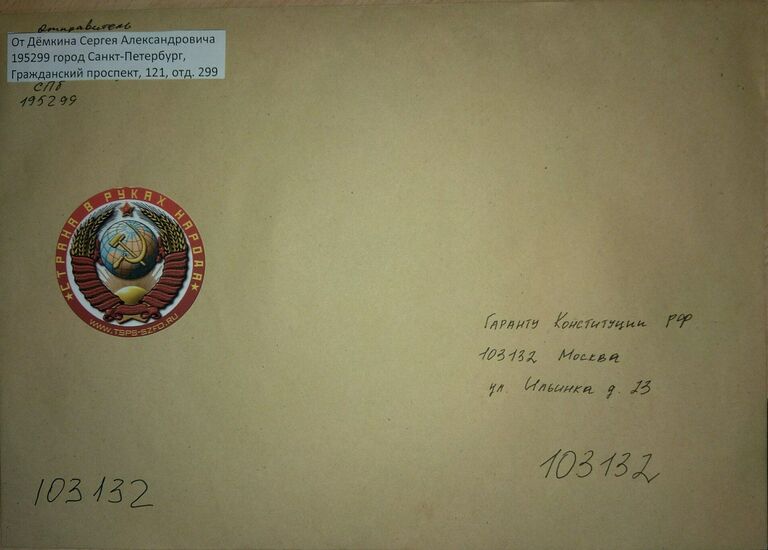 отправитель
От Дёмкина Сергея Александровича
195299 город Санкт-Петербург,
Гражданский проспект, 121, отд. 299
СПб
195299
СТРАНА В РУКАХ НАРОДА
WWW.TSPS-SZFO.RU
Гаранту Конституции РФ
103132 Москва
ул. Ильинка д. 23
103132
103132